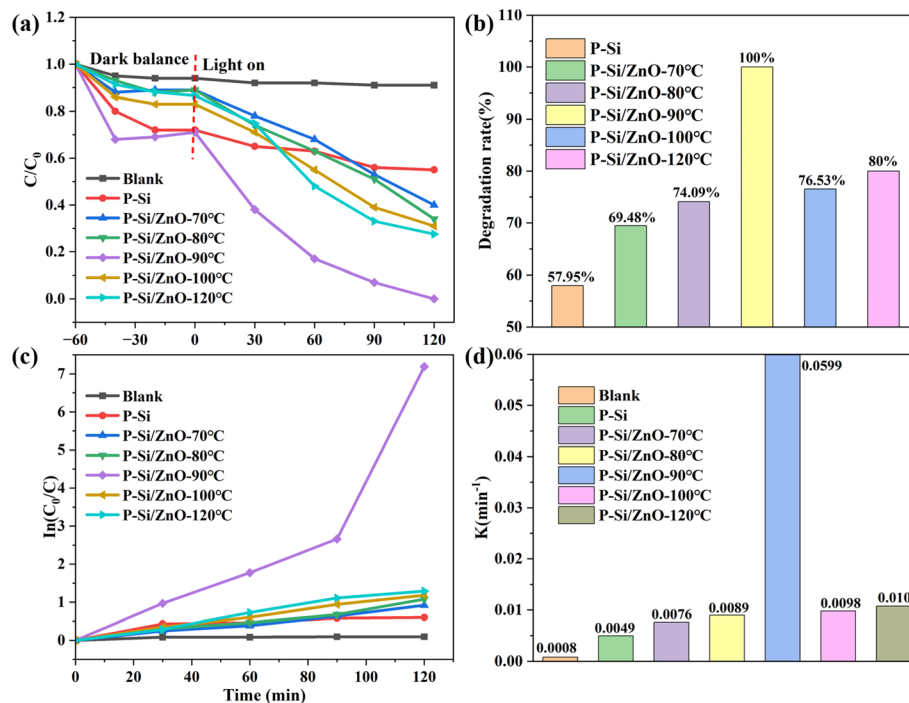 (a)
Dark balance
Light on
C/C0
1.2
1.0
0.8
0.6
0.4
0.2
0.0
Blank
P-Si
P-Si/ZnO-70℃
P-Si/ZnO-80℃
P-Si/ZnO-90℃
P-Si/ZnO-100℃
P-Si/ZnO-120℃
−60 −30 0 30 60 90 120
(b)
Degradation rate(%)
110
100
90
80
70
60
50
P-Si
P-Si/ZnO-70℃
P-Si/ZnO-80℃
P-Si/ZnO-90℃
P-Si/ZnO-100℃
P-Si/ZnO-120℃
57.95%
69.48%
74.09%
100%
76.53%
80%
(c)
In(C0/C)
7
6
5
4
3
2
1
0
Blank
P-Si
P-Si/ZnO-70℃
P-Si/ZnO-80℃
P-Si/ZnO-90℃
P-Si/ZnO-100℃
P-Si/ZnO-120℃
0 20 40 60 80 100 120
Time (min)
(d)
K(min-1)
0.06
0.05
0.04
0.03
0.02
0.01
0.00
Blank
P-Si
P-Si/ZnO-70℃
P-Si/ZnO-80℃
P-Si/ZnO-90℃
P-Si/ZnO-100℃
P-Si/ZnO-120℃
0.0008
0.0049
0.0076
0.0089
0.0599
0.0098
0.010